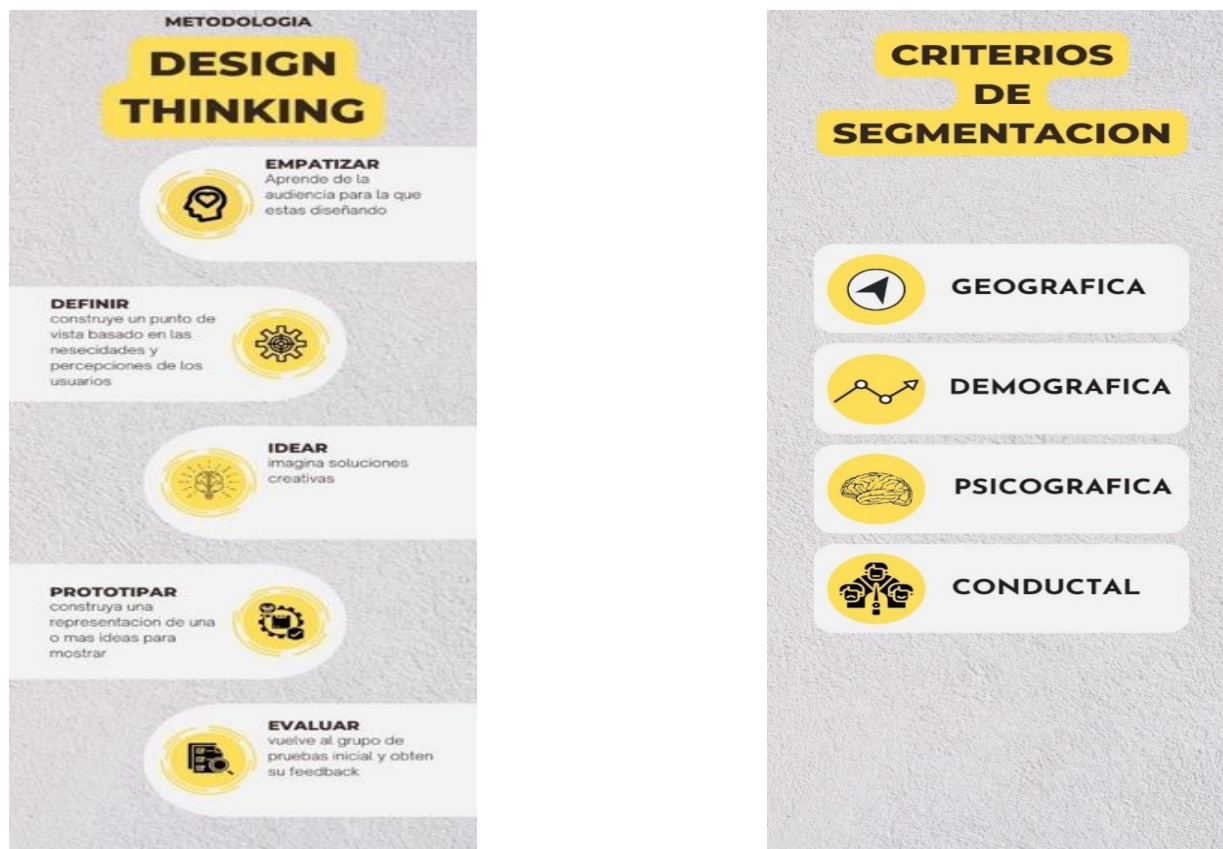 METODOLOGIA
DESIGN
THINKING
EMPATIZAR
Aprende de la
audiencia para la que
estas diseñando
DEFINIR
construye un punto de
vista basado en las
nesecidades y
percepciones de los
usuarios
IDEAR
imagina soluciones
creativas
PROTOTIPAR
construya una
representacion de una
o mas ideas para
mostrar
EVALUAR
vuelve al grupo de
pruebas inicial y obten
su feedback
CRITERIOS
DE
SEGMENTACION
GEOGRAFICA
DEMOGRAFICA
PSICOGRAFICA
CONDUCTAL